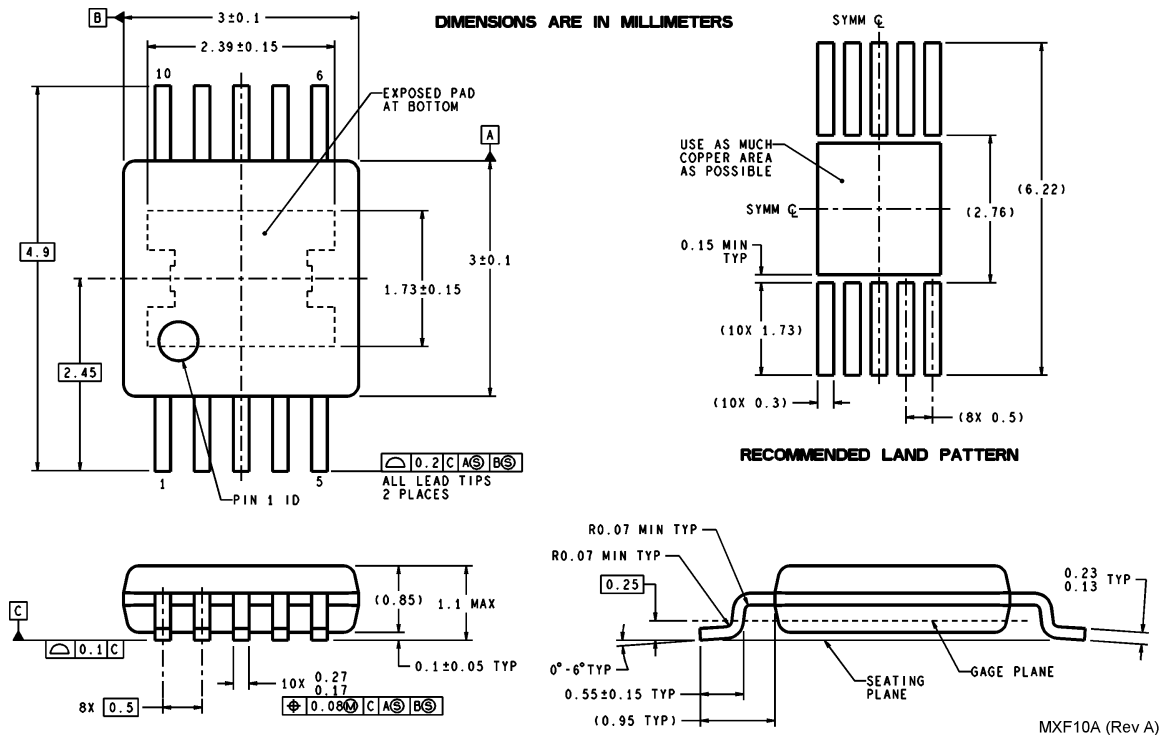 DIMENSIONS ARE IN MILLIMETERS
B
3±0.1
2.39±0.15
10
6
EXPOSED PAD
AT BOTTOM
A
4.9
2.45
1.73±0.15
3±0.1
1
5
PIN 1 ID
⌓ 0.2 C AⓈ BⓈ
ALL LEAD TIPS
2 PLACES
SYMM ℄
USE AS MUCH
COPPER AREA
AS POSSIBLE
SYMM ℄
(6.22)
(2.76)
0.15 MIN
TYP
(10X 1.73)
(10X 0.3)
(8X 0.5)
RECOMMENDED LAND PATTERN
C
⌓ 0.1 C
8X 0.5
(0.85)
1.1 MAX
0.1±0.05 TYP
10X 0.27
0.17
⌖ 0.08Ⓜ C AⓈ BⓈ
R0.07 MIN TYP
R0.07 MIN TYP
0.25
0.23
0.13 TYP
0°-6°TYP
GAGE PLANE
SEATING
PLANE
0.55±0.15 TYP
(0.95 TYP)
MXF10A (Rev A)